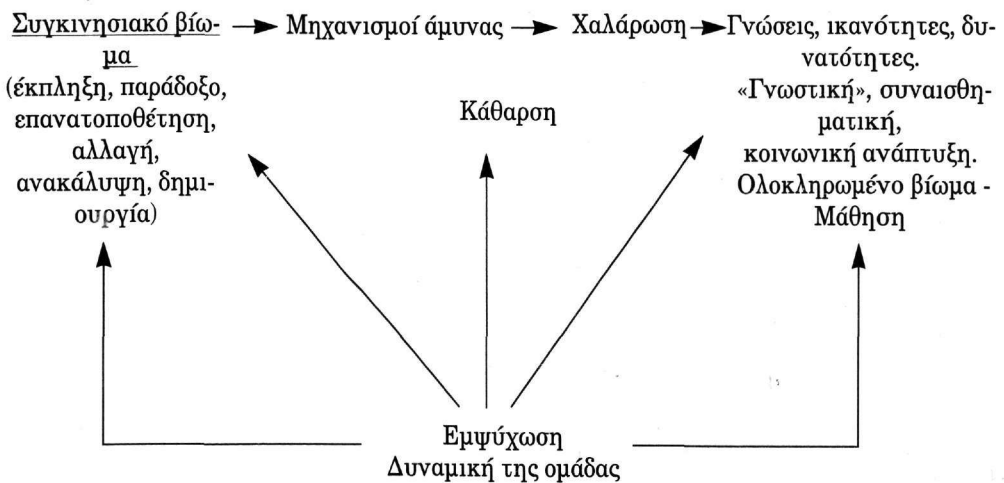 Συγκινησιακό βίω- Μηχανισμοί άμυνας Χαλάρωση Γνώσεις, ικανότητες, δυ-
μα
(έκπληξη, παράδοξο,
επανατοποθέτηση,
αλλαγή,
ανακάλυψη, δημι-
ουργία)
Κάθαρση
νατότητες.
«Γνωστική», συναισθη-
ματική,
κοινωνική ανάπτυξη.
Ολοκληρωμένο βίωμα -
Μάθηση
Εμψύχωση
Δυναμική της ομάδας